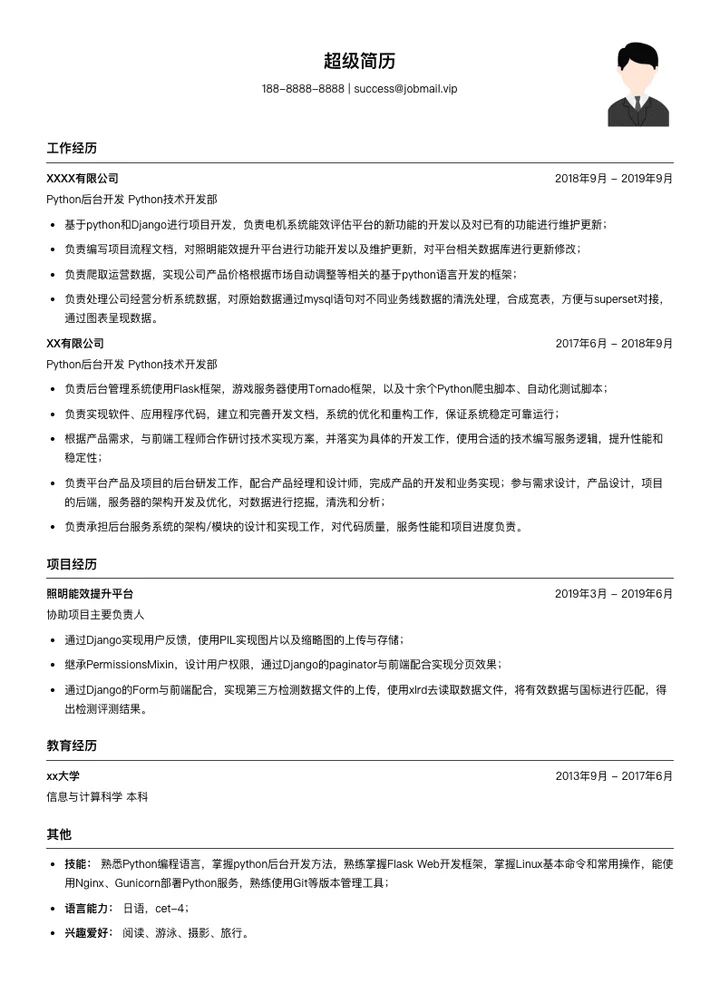 超级简历
188-8888-8888 | success@jobmail.vip
工作经历
XXXX有限公司 2018年9月 – 2019年9月
Python后台开发 Python技术开发部
• 基于python和Django进行项目开发，负责电机系统能效评估平台的新功能的开发以及对已有的功能进行维护更新；
• 负责编写项目流程文档，对照明能效提升平台进行功能开发以及维护更新，对平台相关数据库进行更新修改；
• 负责爬取运营数据，实现公司产品价格根据市场自动调整等相关的基于python语言开发的框架；
• 负责处理公司经营分析系统数据，对原始数据通过mysql语句对不同业务线数据的清洗处理，合成宽表，方便与superset对接，
通过图表呈现数据。
XX有限公司 2017年6月 – 2018年9月
Python后台开发 Python技术开发部
• 负责后台管理系统使用Flask框架，游戏服务器使用Tornado框架，以及十余个Python爬虫脚本、自动化测试脚本；
• 负责实现软件、应用程序代码，建立和完善开发文档，系统的优化和重构工作，保证系统稳定可靠运行；
• 根据产品需求，与前端工程师合作研讨技术实现方案，并落实为具体的开发工作，使用合适的技术编写服务逻辑，提升性能和
稳定性；
• 负责平台产品及项目的后台研发工作，配合产品经理和设计师，完成产品的开发和业务实现；参与需求设计，产品设计，项目
的后端，服务器的架构开发及优化，对数据进行挖掘，清洗和分析；
• 负责承担后台服务系统的架构/模块的设计和实现工作，对代码质量，服务性能和项目进度负责。
项目经历
照明能效提升平台 2019年3月 – 2019年6月
协助项目主要负责人
• 通过Django实现用户反馈，使用PIL实现图片以及缩略图的上传与存储；
• 继承PermissionsMixin，设计用户权限，通过Django的paginator与前端配合实现分页效果；
• 通过Django的Form与前端配合，实现第三方检测数据文件的上传，使用xlrd去读取数据文件，将有效数据与国标进行匹配，得
出检测评测结果。
教育经历
xx大学 2013年9月 – 2017年6月
信息与计算科学 本科
其他
• 技能： 熟悉Python编程语言，掌握python后台开发方法，熟练掌握Flask Web开发框架，掌握Linux基本命令和常用操作，能使
用Nginx、Gunicorn部署Python服务，熟练使用Git等版本管理工具；
• 语言能力： 日语，cet-4；
• 兴趣爱好： 阅读、游泳、摄影、旅行。